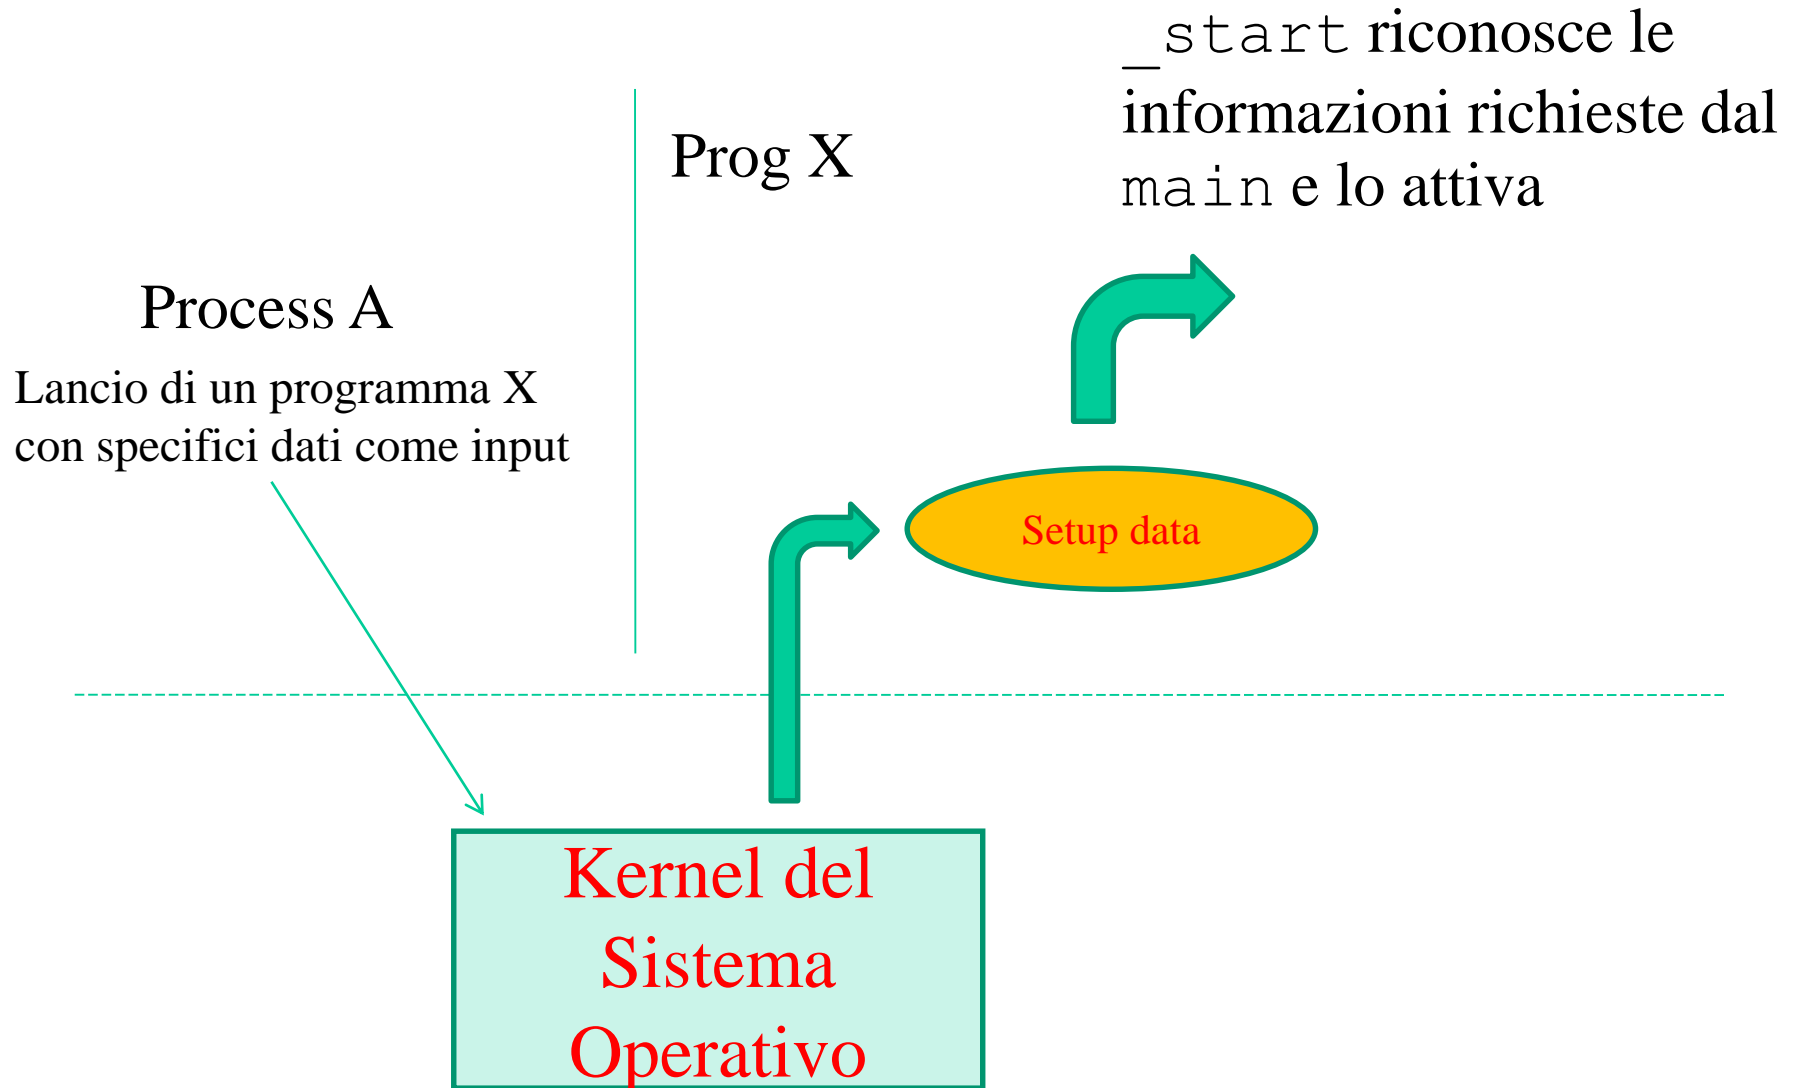 _start riconosce le
informazioni richieste dal
main e lo attiva
Prog X
Process A
Lancio di un programma X
con specifici dati come input
Setup data
Kernel del
Sistema
Operativo